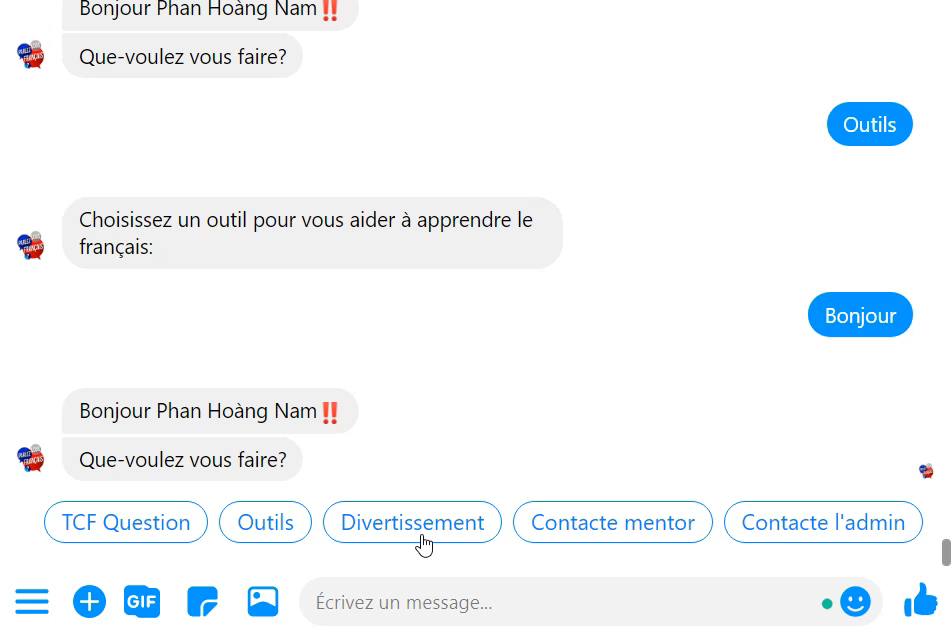 Bonjour Phan Hoàng Nam‼️
Que-voulez vous faire?
Outils
Choisissez un outil pour vous aider à apprendre le
français:
Bonjour
Bonjour Phan Hoàng Nam‼️
Que-voulez vous faire?
TCF Question
Outils
Divertissement
Contacte mentor
Contacte l'admin
GIF
Écrivez un message...